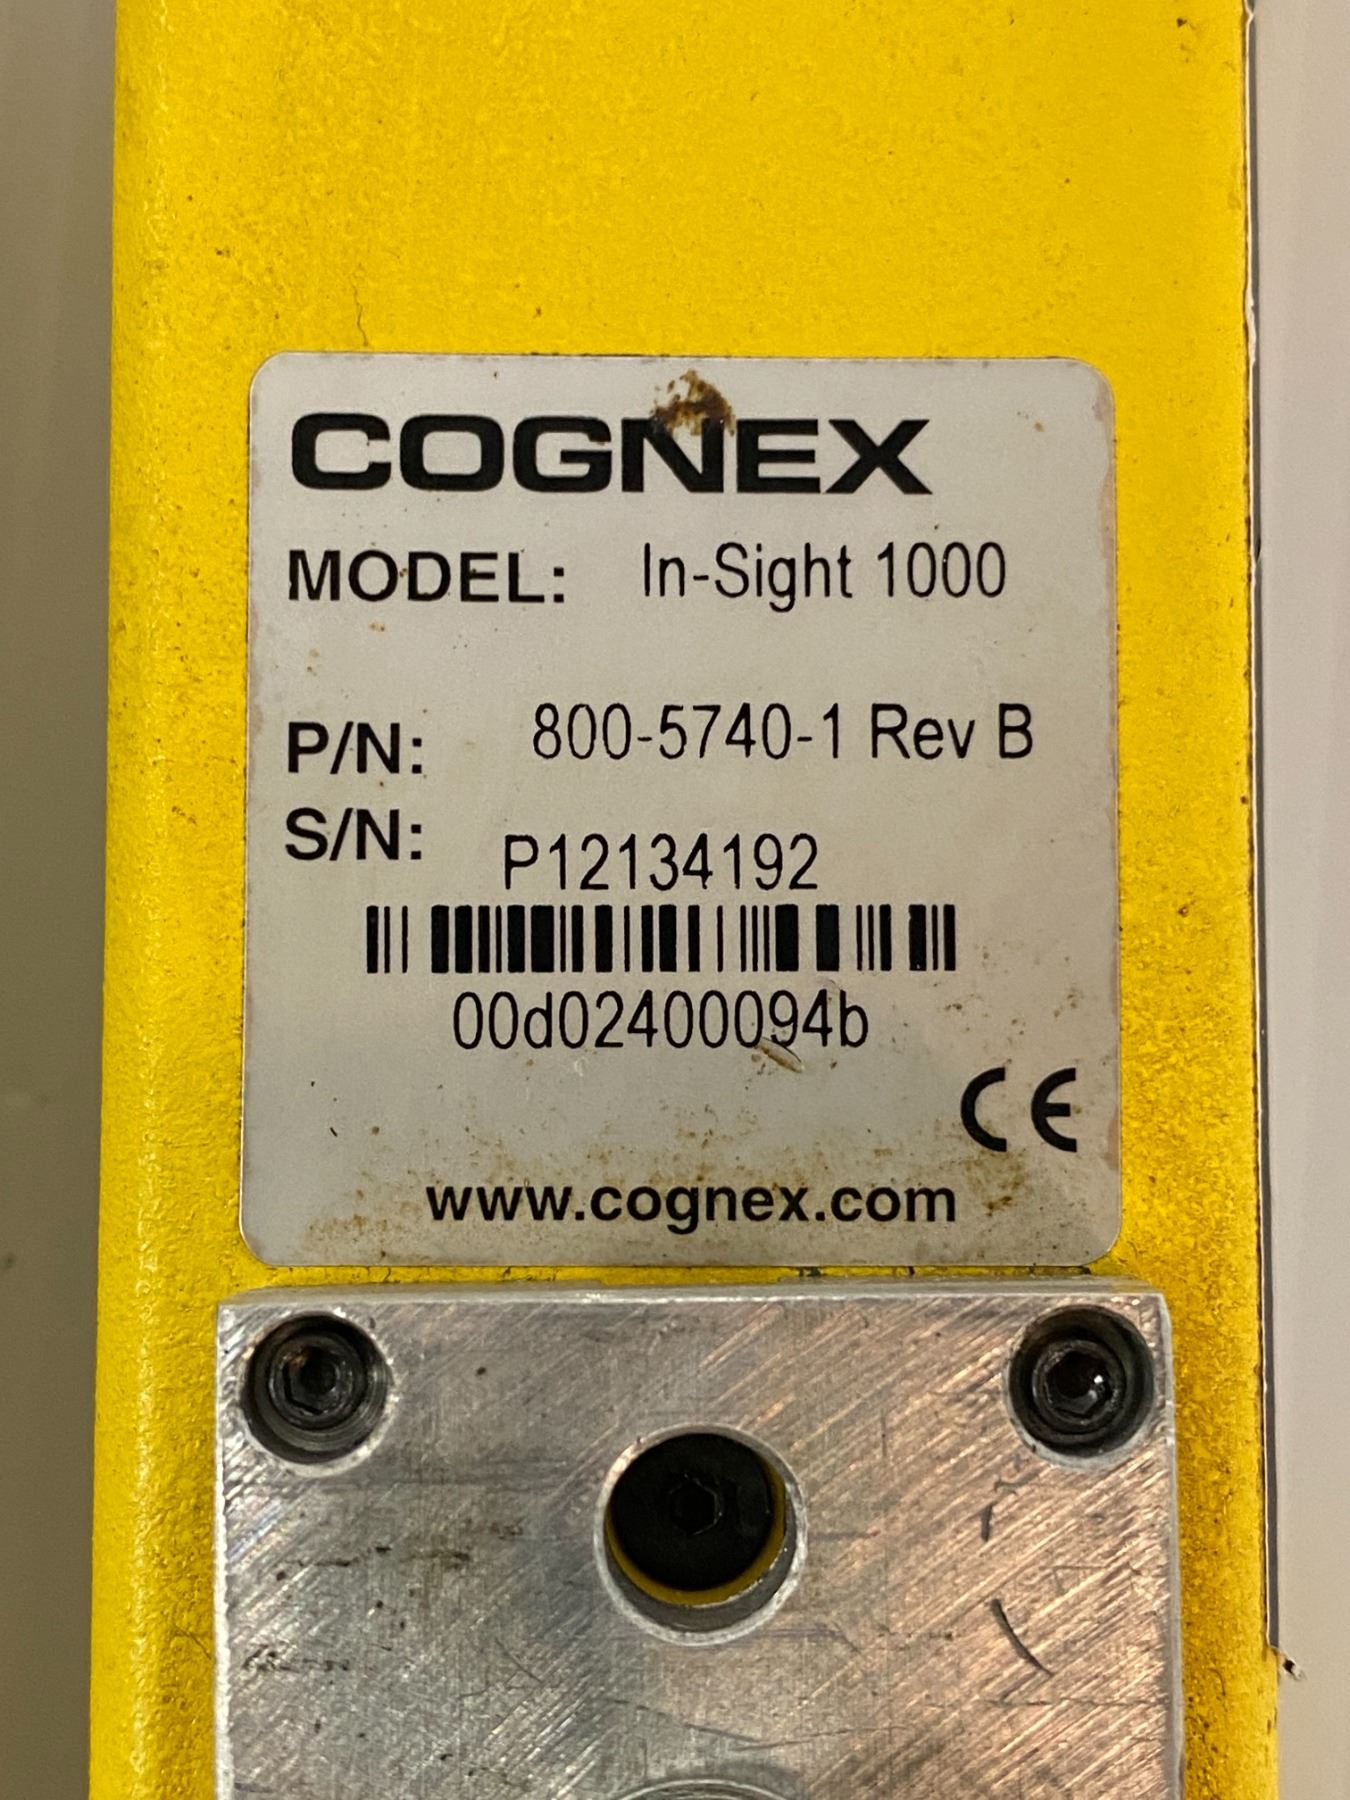 COGNEX
MODEL: In-Sight 1000
P/N: 800-5740-1 Rev B
S/N: P12134192
00d02400094b
CE
www.cognex.com